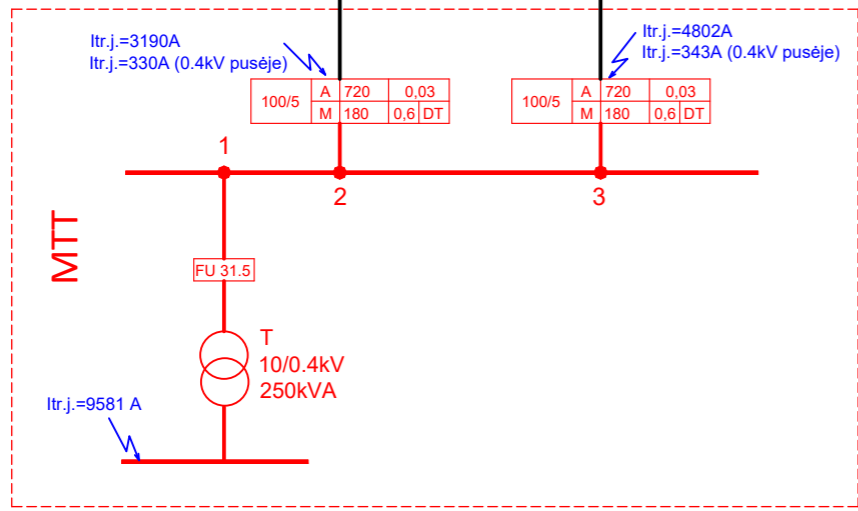 Itr.j.=3190A
Itr.j.=330A (0.4kV pusėje)
Itr.j.=4802A
Itr.j.=343A (0.4kV pusėje)
100/5 A 720 0,03
M 180 0,6 DT
100/5 A 720 0,03
M 180 0,6 DT
1
2
3
MTT
FU 31.5
T
10/0.4kV
250kVA
Itr.j.=9581 A